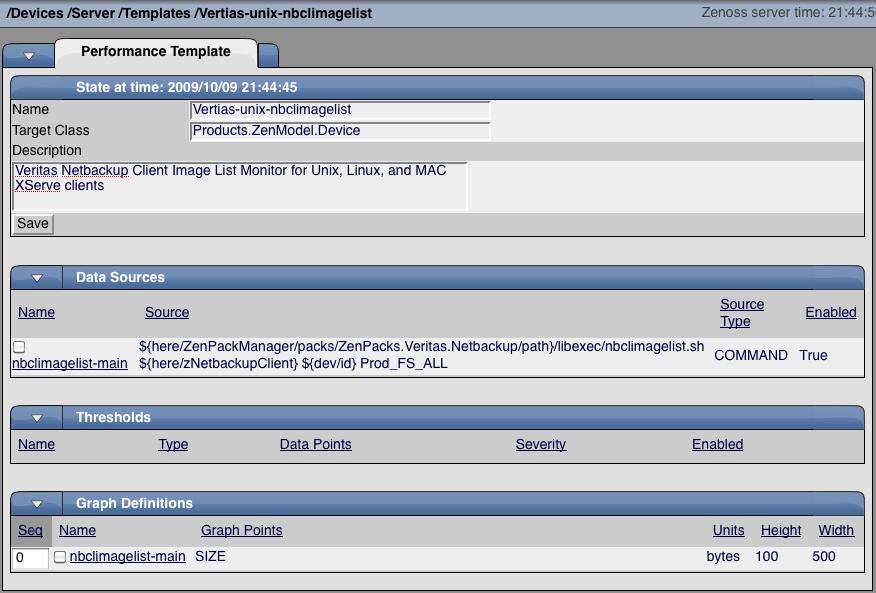 /Devices /Server /Templates /Vertias-unix-nbclimagelist
Zenoss server time: 21:44:5
Performance Template
State at time: 2009/10/09 21:44:45
Name Vertias-unix-nbclimagelist
Target Class Products.ZenModel.Device
Description
Veritas Netbackup Client Image List Monitor for Unix, Linux, and MAC
XServe clients
Save
Data Sources
Name Source Source Type Enabled
nbclimagelist-main
${here/ZenPackManager/packs/ZenPacks.Veritas.Netbackup/path}/libexec/nbclimagelist.sh
${here/zNetbackupClient} ${dev/id} Prod_FS_ALL
COMMAND True
Thresholds
Name Type Data Points Severity Enabled
Graph Definitions
Seq Name Graph Points Units Height Width
0 nbclimagelist-main SIZE bytes 100 500